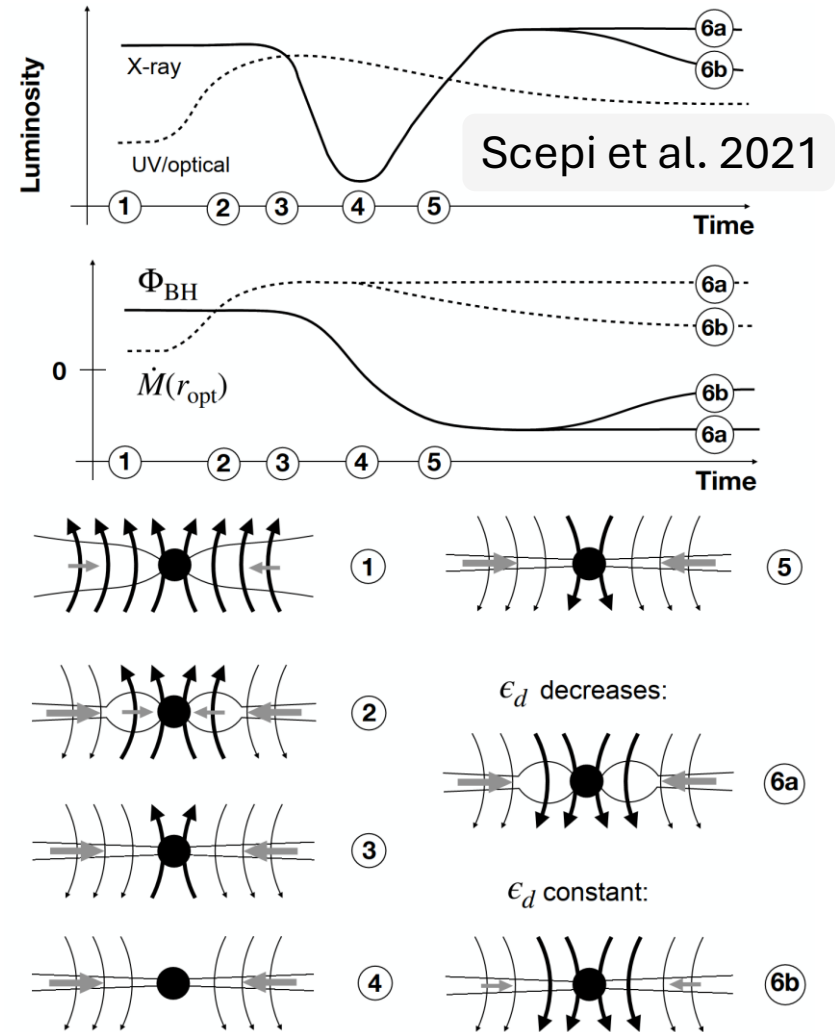 Luminosity
X-ray
UV/optical
6a
6b
Scepi et al. 2021
1 2 3 4 5
Time
Φ_BH
Ṁ(r_opt)
0
6a
6b
6b
6a
1 2 3 4 5
Time
1
2
3
4
5
ϵ_d decreases:
6a
ϵ_d constant:
6b